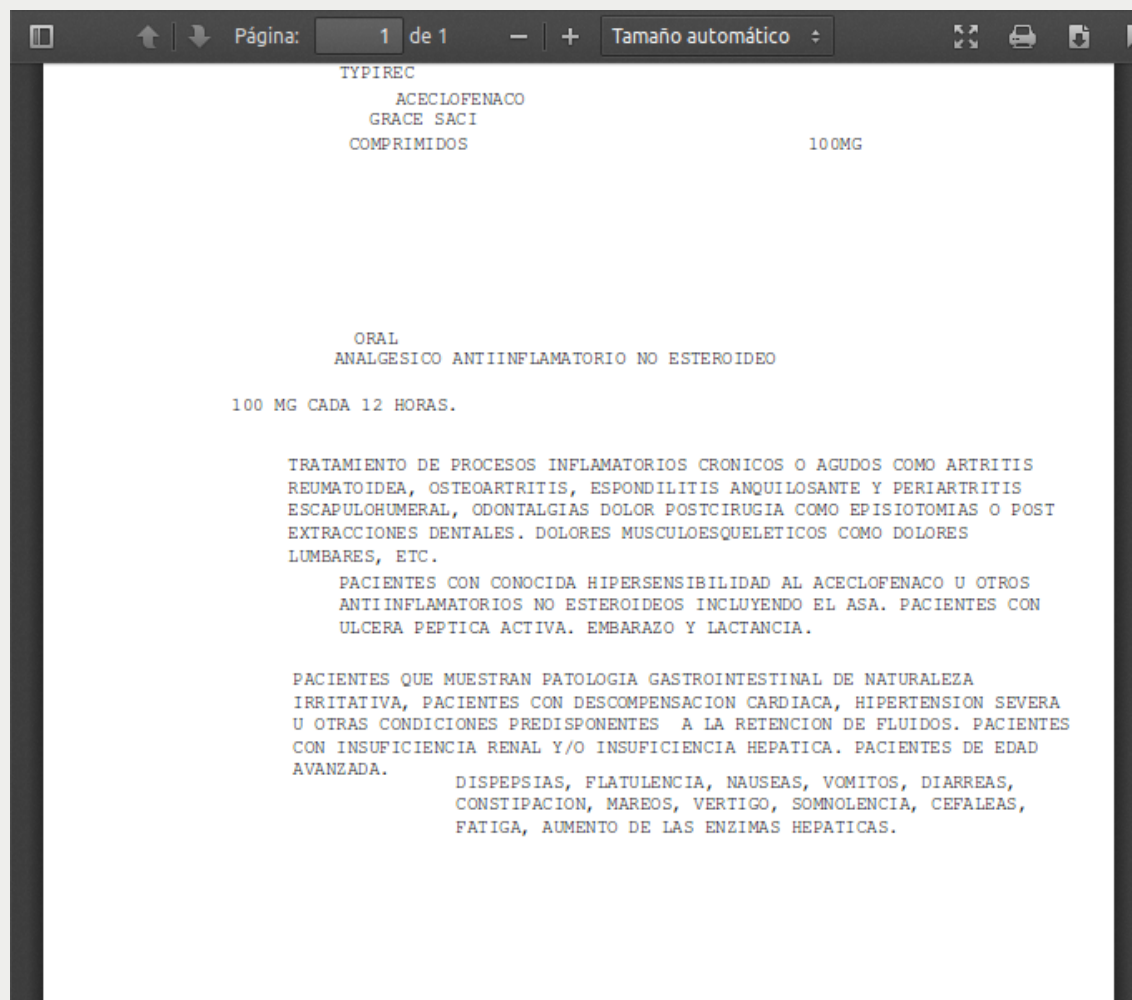 Página: 1 de 1 − + Tamaño automático
TYPIREC
ACECLOFENACO
GRACE SACI
COMPRIMIDOS 100MG
ORAL
ANALGESICO ANTIINFLAMATORIO NO ESTEROIDEO
100 MG CADA 12 HORAS.
TRATAMIENTO DE PROCESOS INFLAMATORIOS CRONICOS O AGUDOS COMO ARTRITIS
REUMATOIDEA, OSTEOARTRITIS, ESPONDILITIS ANQUILOSANTE Y PERIARTRITIS
ESCAPULOHUMERAL, ODONTALGIAS DOLOR POSTCIRUGIA COMO EPISIOTOMIAS O POST
EXTRACCIONES DENTALES. DOLORES MUSCULOESQUELETICOS COMO DOLORES
LUMBARES, ETC.
PACIENTES CON CONOCIDA HIPERSENSIBILIDAD AL ACECLOFENACO U OTROS
ANTIINFLAMATORIOS NO ESTEROIDEOS INCLUYENDO EL ASA. PACIENTES CON
ULCERA PEPTICA ACTIVA. EMBARAZO Y LACTANCIA.
PACIENTES QUE MUESTRAN PATOLOGIA GASTROINTESTINAL DE NATURALEZA
IRRITATIVA, PACIENTES CON DESCOMPENSACION CARDIACA, HIPERTENSION SEVERA
U OTRAS CONDICIONES PREDISPONENTES A LA RETENCION DE FLUIDOS. PACIENTES
CON INSUFICIENCIA RENAL Y/O INSUFICIENCIA HEPATICA. PACIENTES DE EDAD
AVANZADA.
DISPEPSIAS, FLATULENCIA, NAUSEAS, VOMITOS, DIARREAS,
CONSTIPACION, MAREOS, VERTIGO, SOMNOLENCIA, CEFALEAS,
FATIGA, AUMENTO DE LAS ENZIMAS HEPATICAS.